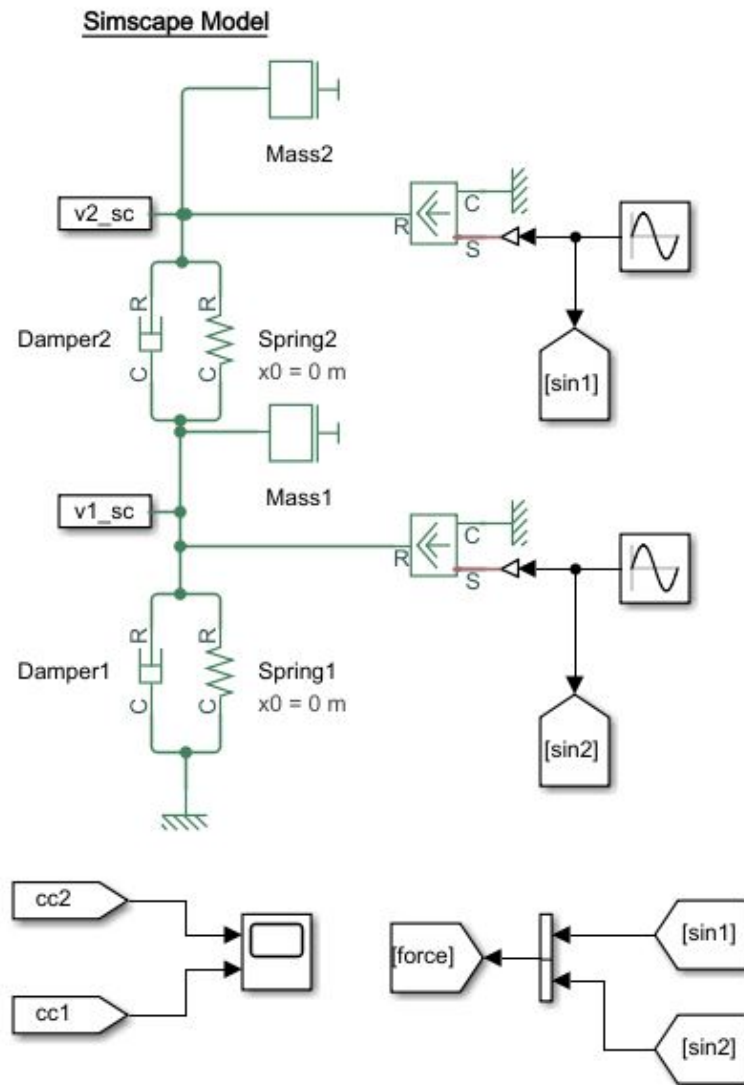 Simscape Model
Mass2
v2_sc
C
R
S
R
R
Damper2
Spring2
C
C
x0 = 0 m
[sin1]
Mass1
v1_sc
C
R
S
R
R
Damper1
Spring1
C
C
x0 = 0 m
[sin2]
cc2
[sin1]
[force]
cc1
[sin2]